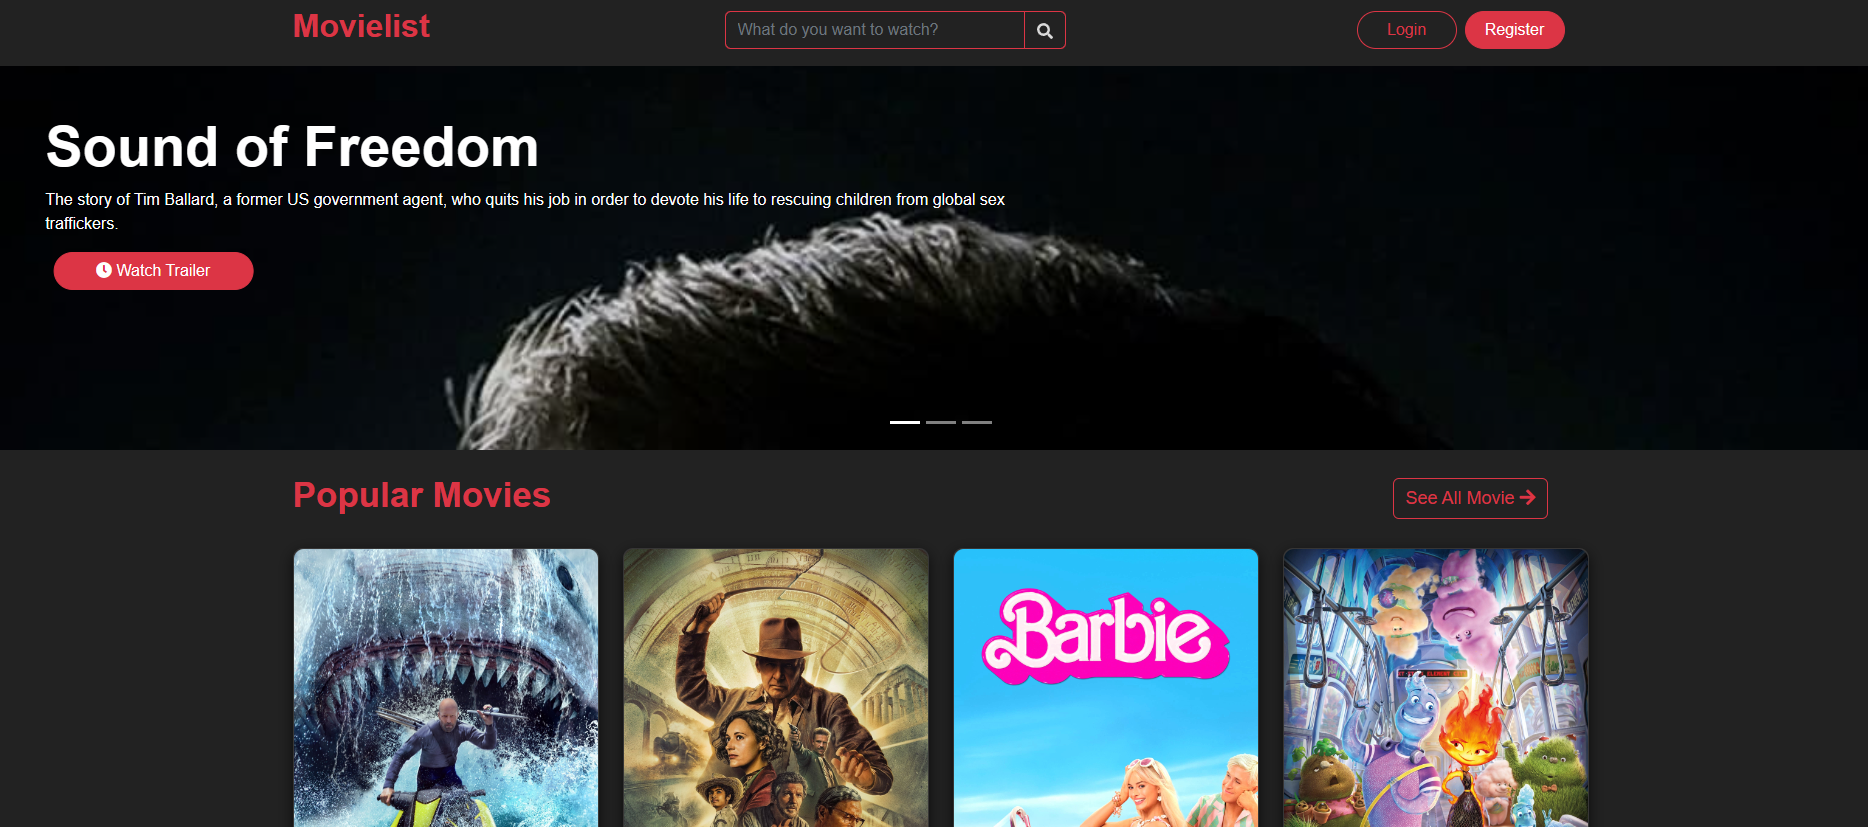 Movielist
What do you want to watch?
Login
Register
Sound of Freedom
The story of Tim Ballard, a former US government agent, who quits his job in order to devote his life to rescuing children from global sex
traffickers.
Watch Trailer
Popular Movies
See All Movie
Barbie